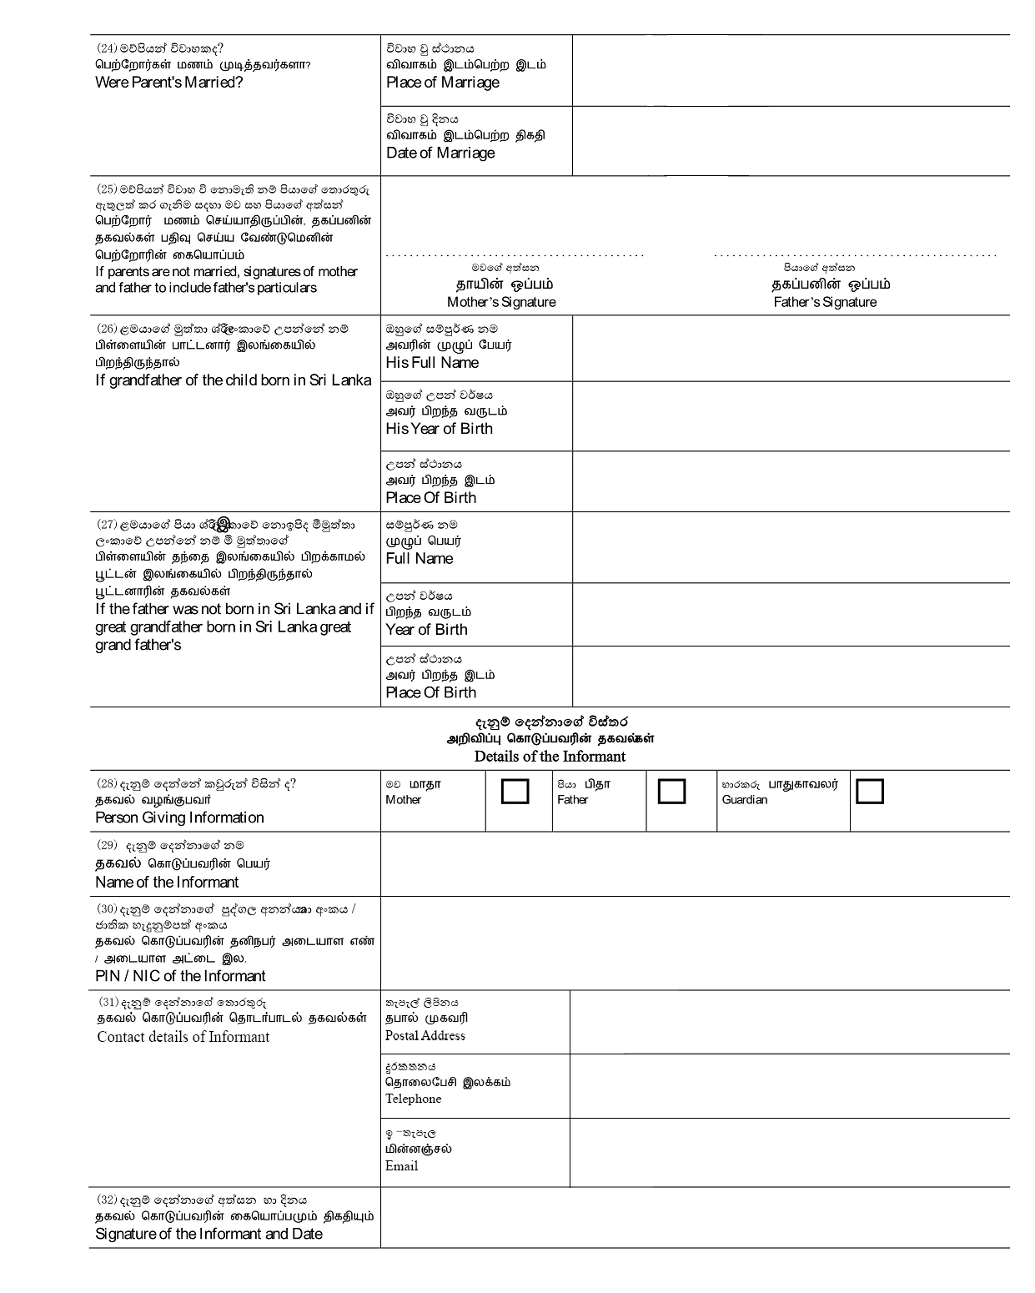 (24) මව්පියන් විවාහකද?
பெற்றோர்கள் மணம் முடித்தவர்களா?
Were Parent's Married?
විවාහ වු ස්ථානය
விவாகம் இடம்பெற்ற இடம்
Place of Marriage
විවාහ වු දිනය
விவாகம் இடம்பெற்ற திகதி
Date of Marriage
(25) මව්පියන් විවාහ වි නොමැති නම් පියාගේ තොරතුරු
ඇතුලත් කර ගැනිම සදහා මව සහ පියාගේ අත්සන්
பெற்றோர் மணம் செய்யாதிருப்பின், தகப்பனின்
தகவல்கள் பதிவு செய்ய வேண்டுமெனின்
பெற்றோரின் கையொப்பம்
If parents are not married, signatures of mother
and father to include father's particulars
මවගේ අත්සන
தாயின் ஒப்பம்
Mother's Signature
පියාගේ අත්සන
தகப்பனின் ஒப்பம்
Father's Signature
(26) ළමයාගේ මුත්තා ශ්‍රී ලංකාවේ උපන්නේ නම්
பிள்ளையின் பாட்டனார் இலங்கையில்
பிறந்திருந்தால்
If grandfather of the child born in Sri Lanka
ඔහුගේ සම්පුර්ණ නම
அவரின் முழுப் பேயர்
His Full Name
ඔහුගේ උපන් වර්ෂය
அவர் பிறந்த வருடம்
His Year of Birth
උපන් ස්ථානය
அவர் பிறந்த இடம்
Place Of Birth
(27) ළමයාගේ පියා ශ්‍රී ලංකාවේ නොඉපිද මීමුත්තා
ලංකාවේ උපන්නේ නම් මී මුත්තාගේ
பிள்ளையின் தந்தை இலங்கையில் பிறக்காமல்
பூட்டன் இலங்கையில் பிறந்திருந்தால்
பூட்டனாரின் தகவல்கள்
If the father was not born in Sri Lanka and if
great grandfather born in Sri Lanka great
grand father's
සම්පුර්ණ නම
முழுப் பெயர்
Full Name
උපන් වර්ෂය
பிறந்த வருடம்
Year of Birth
උපන් ස්ථානය
அவர் பிறந்த இடம்
Place Of Birth
දැනුම් දෙන්නාගේ විස්තර
அறிவிப்பு கொடுப்பவரின் தகவல்கள்
Details of the Informant
(28) දැනුම් දෙන්නේ කවුරුන් විසින් ද?
தகவல் வழங்குபவர்
Person Giving Information
මව மாதா
Mother
පියා பிதா
Father
භාරකරු பாதுகாவலர்
Guardian
(29) දැනුම් දෙන්නාගේ නම
தகவல் கொடுப்பவரின் பெயர்
Name of the Informant
(30) දැනුම් දෙන්නාගේ පුද්ගල අනන්‍යතා අංකය /
ජාතික හැදුනුම්පත් අංකය
தகவல் கொடுப்பவரின் தனிநபர் அடையாள எண்
/ அடையாள அட்டை இல.
PIN / NIC of the Informant
(31) දැනුම් දෙන්නාගේ තොරතුරු
தகவல் கொடுப்பவரின் தொடர்பாடல் தகவல்கள்
Contact details of Informant
තැපැල් ලිපිනය
தபால் முகவரி
Postal Address
දුරකතනය
தொலைபேசி இலக்கம்
Telephone
ඉ -තැපැල
மின்னஞ்சல்
Email
(32) දැනුම් දෙන්නාගේ අත්සන හා දිනය
தகவல் கொடுப்பவரின் கையொப்பமும் திகதியும்
Signature of the Informant and Date